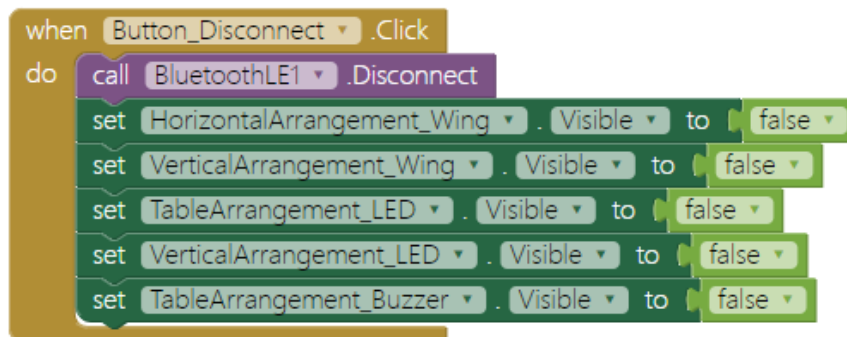 when Button_Disconnect .Click
do call BluetoothLE1 .Disconnect
set HorizontalArrangement_Wing . Visible to false
set VerticalArrangement_Wing . Visible to false
set TableArrangement_LED . Visible to false
set VerticalArrangement_LED . Visible to false
set TableArrangement_Buzzer . Visible to false